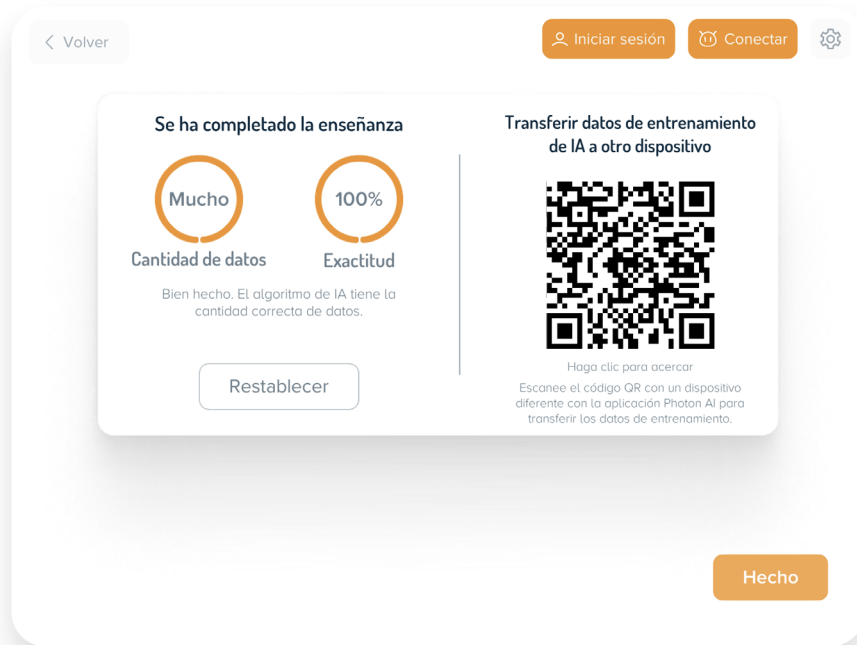 Volver
Iniciar sesión
Conectar
Se ha completado la enseñanza
Mucho
100%
Cantidad de datos
Exactitud
Bien hecho. El algoritmo de IA tiene la
cantidad correcta de datos.
Restablecer
Transferir datos de entrenamiento
de IA a otro dispositivo
Haga clic para acercar
Escanee el código QR con un dispositivo
diferente con la aplicación Photon AI para
transferir los datos de entrenamiento.
Hecho